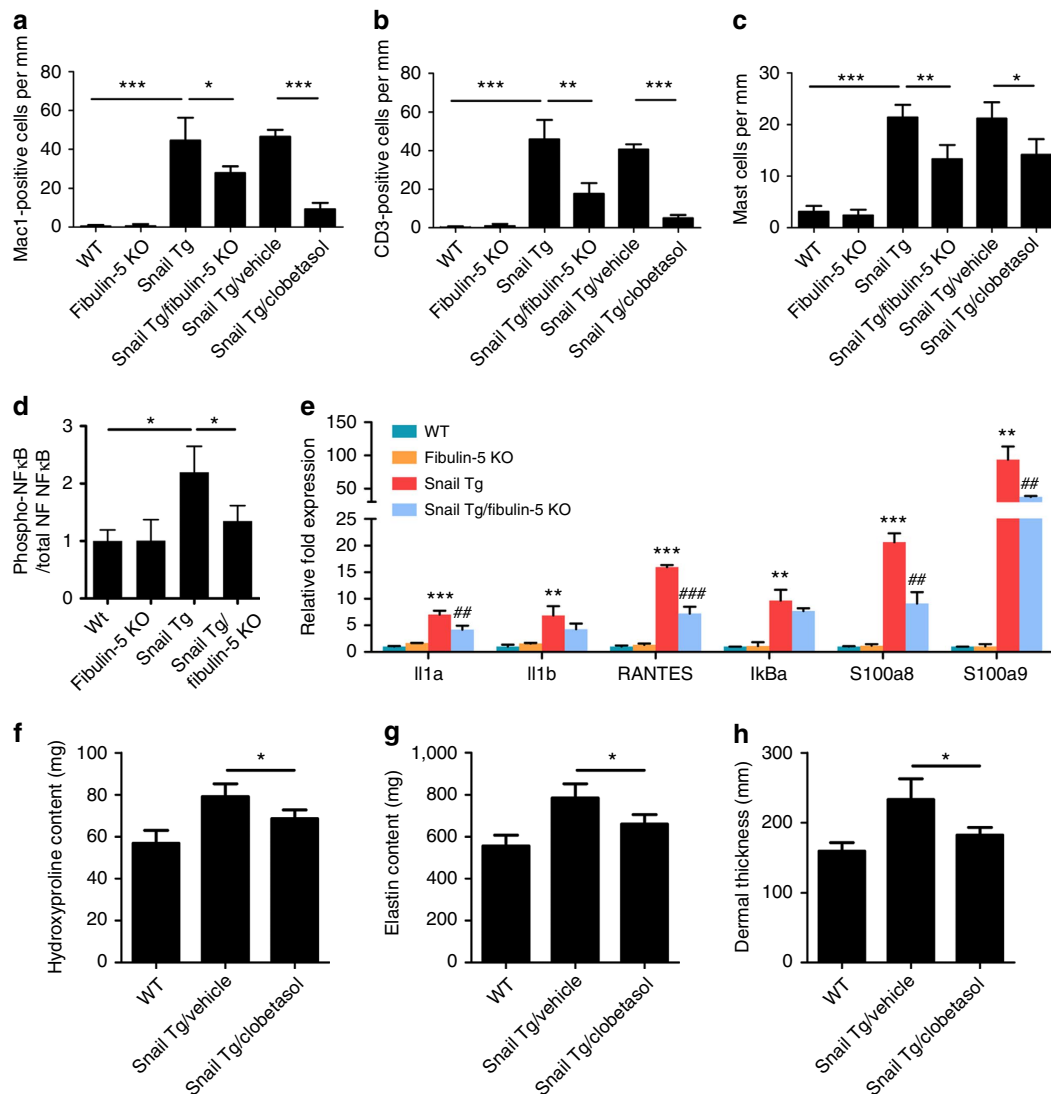 a
Mac1-positive cells per mm
80
60
40
20
0
***
*
***
WT
Fibulin-5 KO
Snail Tg
Snail Tg/fibulin-5 KO
Snail Tg/vehicle
Snail Tg/clobetasol
b
CD3-positive cells per mm
80
60
40
20
0
***
**
***
WT
Fibulin-5 KO
Snail Tg
Snail Tg/fibulin-5 KO
Snail Tg/vehicle
Snail Tg/clobetasol
c
Mast cells per mm
30
20
10
0
***
**
*
WT
Fibulin-5 KO
Snail Tg
Snail Tg/fibulin-5 KO
Snail Tg/vehicle
Snail Tg/clobetasol
d
Phospho-NFκB
/total NF NFκB
3
2
1
0
*
*
Wt
Fibulin-5 KO
Snail Tg
Snail Tg/
fibulin-5 KO
e
Relative fold expression
150
100
50
25
20
15
10
5
0
WT
Fibulin-5 KO
Snail Tg
Snail Tg/fibulin-5 KO
*** ##
**
*** ###
**
*** ##
** ##
Il1a Il1b RANTES IkBa S100a8 S100a9
f
Hydroxyproline content (mg)
100
80
60
40
20
0
*
WT
Snail Tg/vehicle
Snail Tg/clobetasol
g
Elastin content (mg)
1,000
800
600
400
200
0
*
WT
Snail Tg/vehicle
Snail Tg/clobetasol
h
Dermal thickness (mm)
300
200
100
0
*
WT
Snail Tg/vehicle
Snail Tg/clobetasol